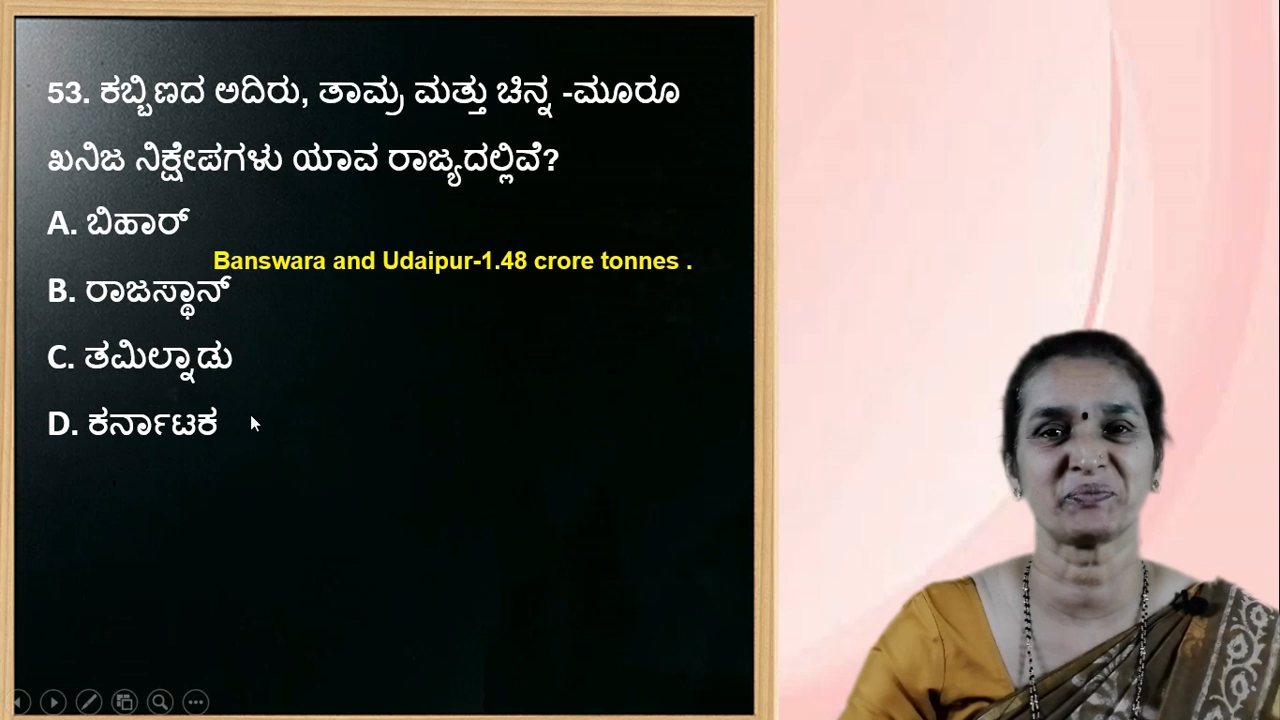 53. ಕಬ್ಬಿಣದ ಅದಿರು, ತಾಮ್ರ ಮತ್ತು ಚಿನ್ನ -ಮೂರೂ
ಖನಿಜ ನಿಕ್ಷೇಪಗಳು ಯಾವ ರಾಜ್ಯದಲ್ಲಿವೆ?
A. ಬಿಹಾರ್
Banswara and Udaipur-1.48 crore tonnes .
B. ರಾಜಸ್ಥಾನ್
C. ತಮಿಲ್ನಾಡು
D. ಕರ್ನಾಟಕ